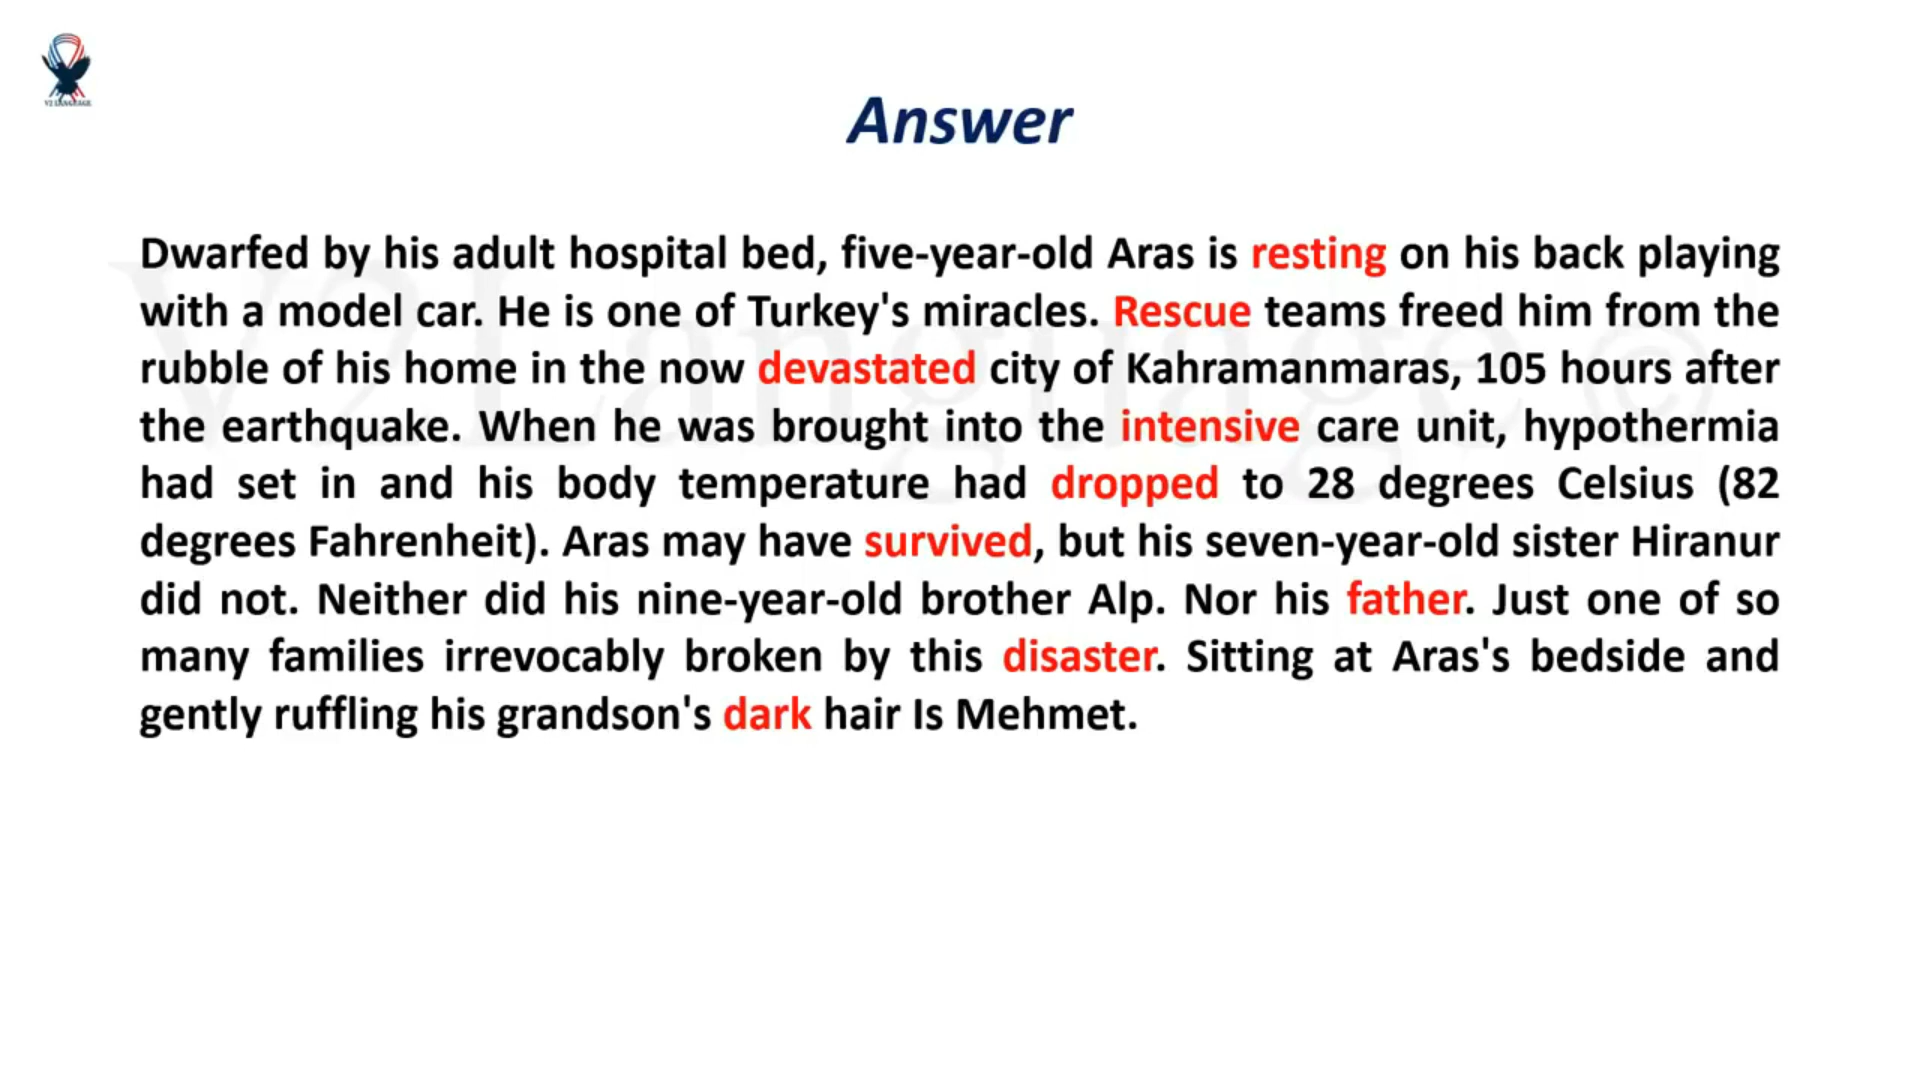 V2 LANGUAGE
Answer
Dwarfed by his adult hospital bed, five-year-old Aras is resting on his back playing
with a model car. He is one of Turkey's miracles. Rescue teams freed him from the
rubble of his home in the now devastated city of Kahramanmaras, 105 hours after
the earthquake. When he was brought into the intensive care unit, hypothermia
had set in and his body temperature had dropped to 28 degrees Celsius (82
degrees Fahrenheit). Aras may have survived, but his seven-year-old sister Hiranur
did not. Neither did his nine-year-old brother Alp. Nor his father. Just one of so
many families irrevocably broken by this disaster. Sitting at Aras's bedside and
gently ruffling his grandson's dark hair Is Mehmet.
V2Language ©